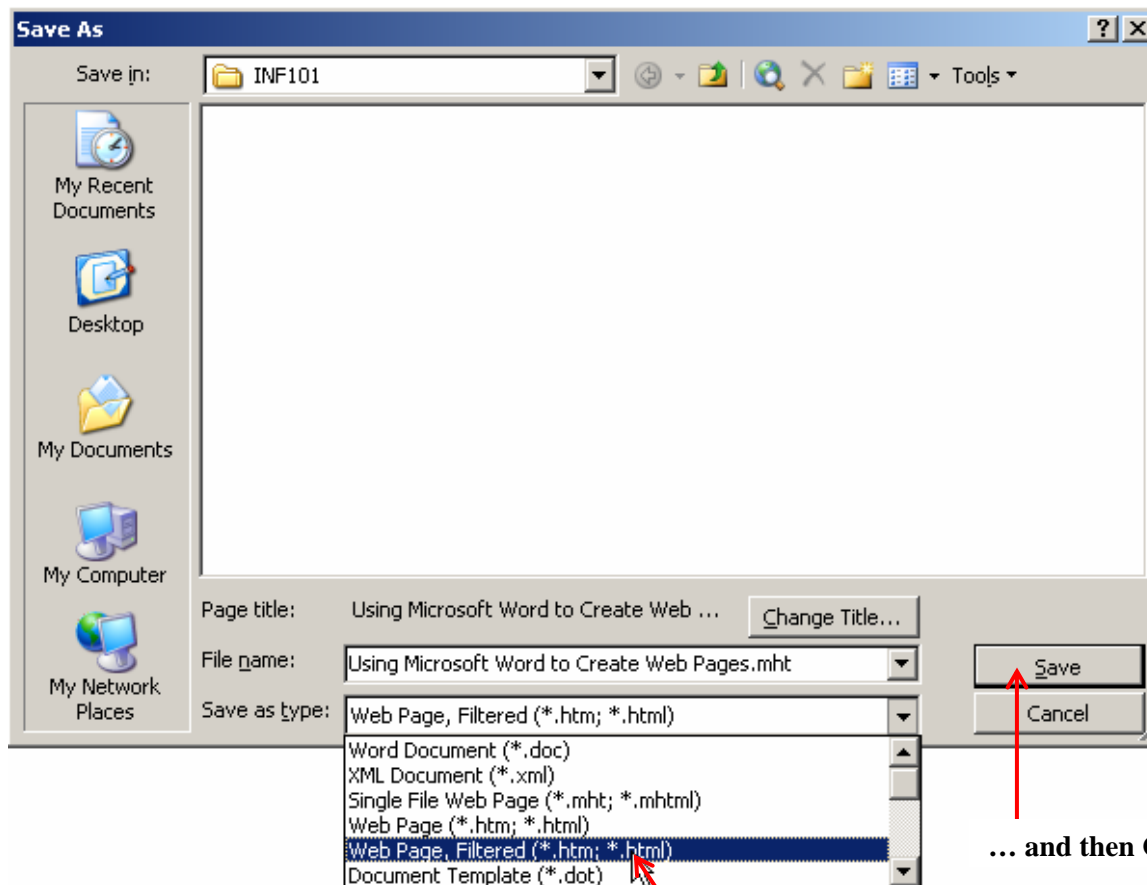 Save As
Save in:
INF101
Tools
My Recent
Documents
Desktop
My Documents
My Computer
My Network
Places
Page title:
Using Microsoft Word to Create Web ...
Change Title...
File name:
Using Microsoft Word to Create Web Pages.mht
Save
Save as type:
Web Page, Filtered (*.htm; *.html)
Cancel
Word Document (*.doc)
XML Document (*.xml)
Single File Web Page (*.mht; *.mhtml)
Web Page (*.htm; *.html)
Web Page, Filtered (*.htm; *.html)
Document Template (*.dot)
… and then